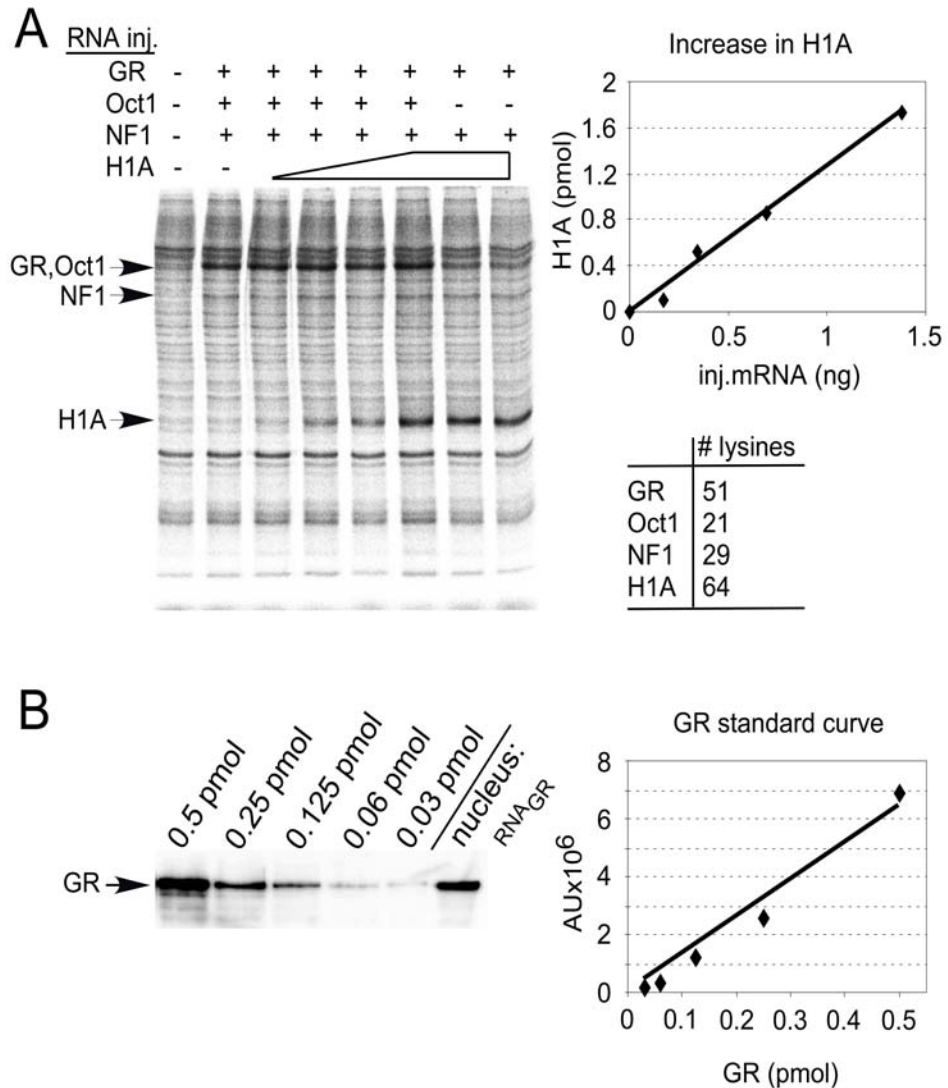 A
RNA inj.
GR - + + + + + + +
Oct1 - + + + + + - -
NF1 - + + + + + + +
H1A - -
GR,Oct1
NF1
H1A
Increase in H1A
H1A (pmol)
2
1.6
1.2
0.8
0.4
0
0 0.5 1 1.5
inj.mRNA (ng)
# lysines
GR 51
Oct1 21
NF1 29
H1A 64
B
0.5 pmol
0.25 pmol
0.125 pmol
0.06 pmol
0.03 pmol
nucleus:
RNAGR
GR
GR standard curve
AUx10⁶
8
6
4
2
0
0 0.1 0.2 0.3 0.4 0.5
GR (pmol)